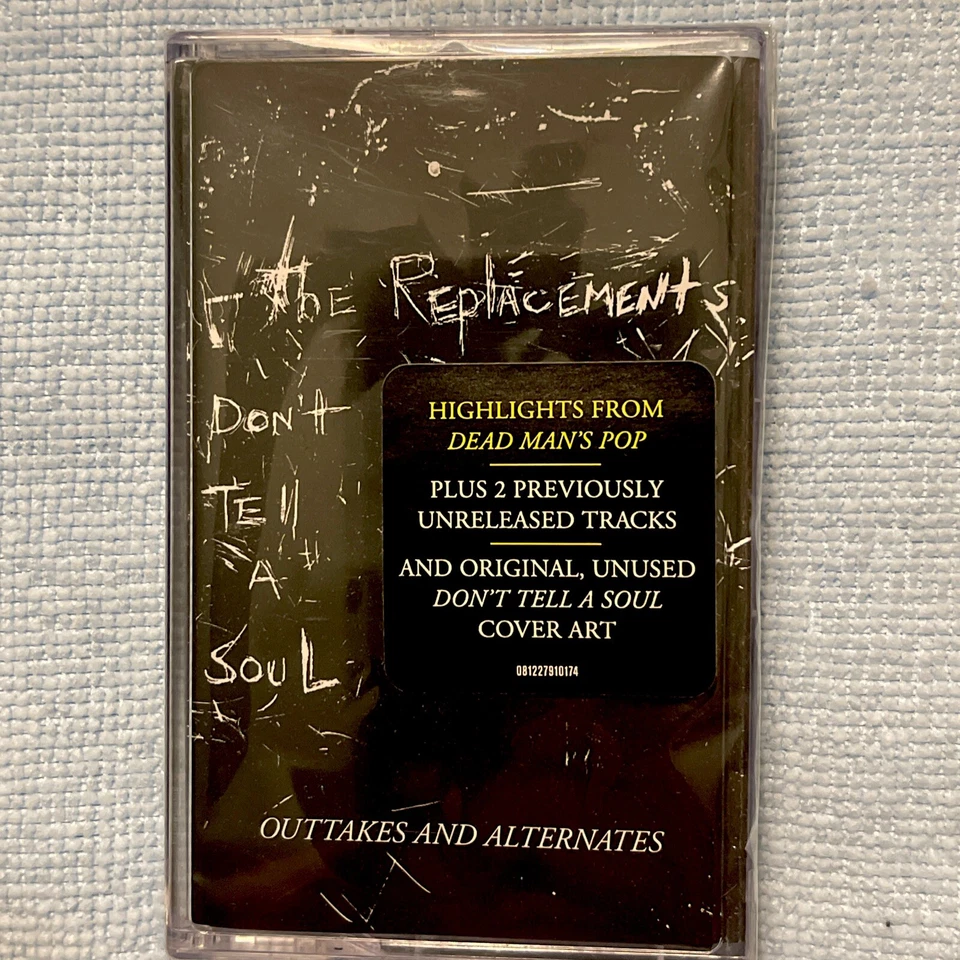 The Replacements
Don't
Tell
A
Soul
HIGHLIGHTS FROM
DEAD MAN'S POP
PLUS 2 PREVIOUSLY
UNRELEASED TRACKS
AND ORIGINAL, UNUSED
DON'T TELL A SOUL
COVER ART
081227910174
OUTTAKES AND ALTERNATES